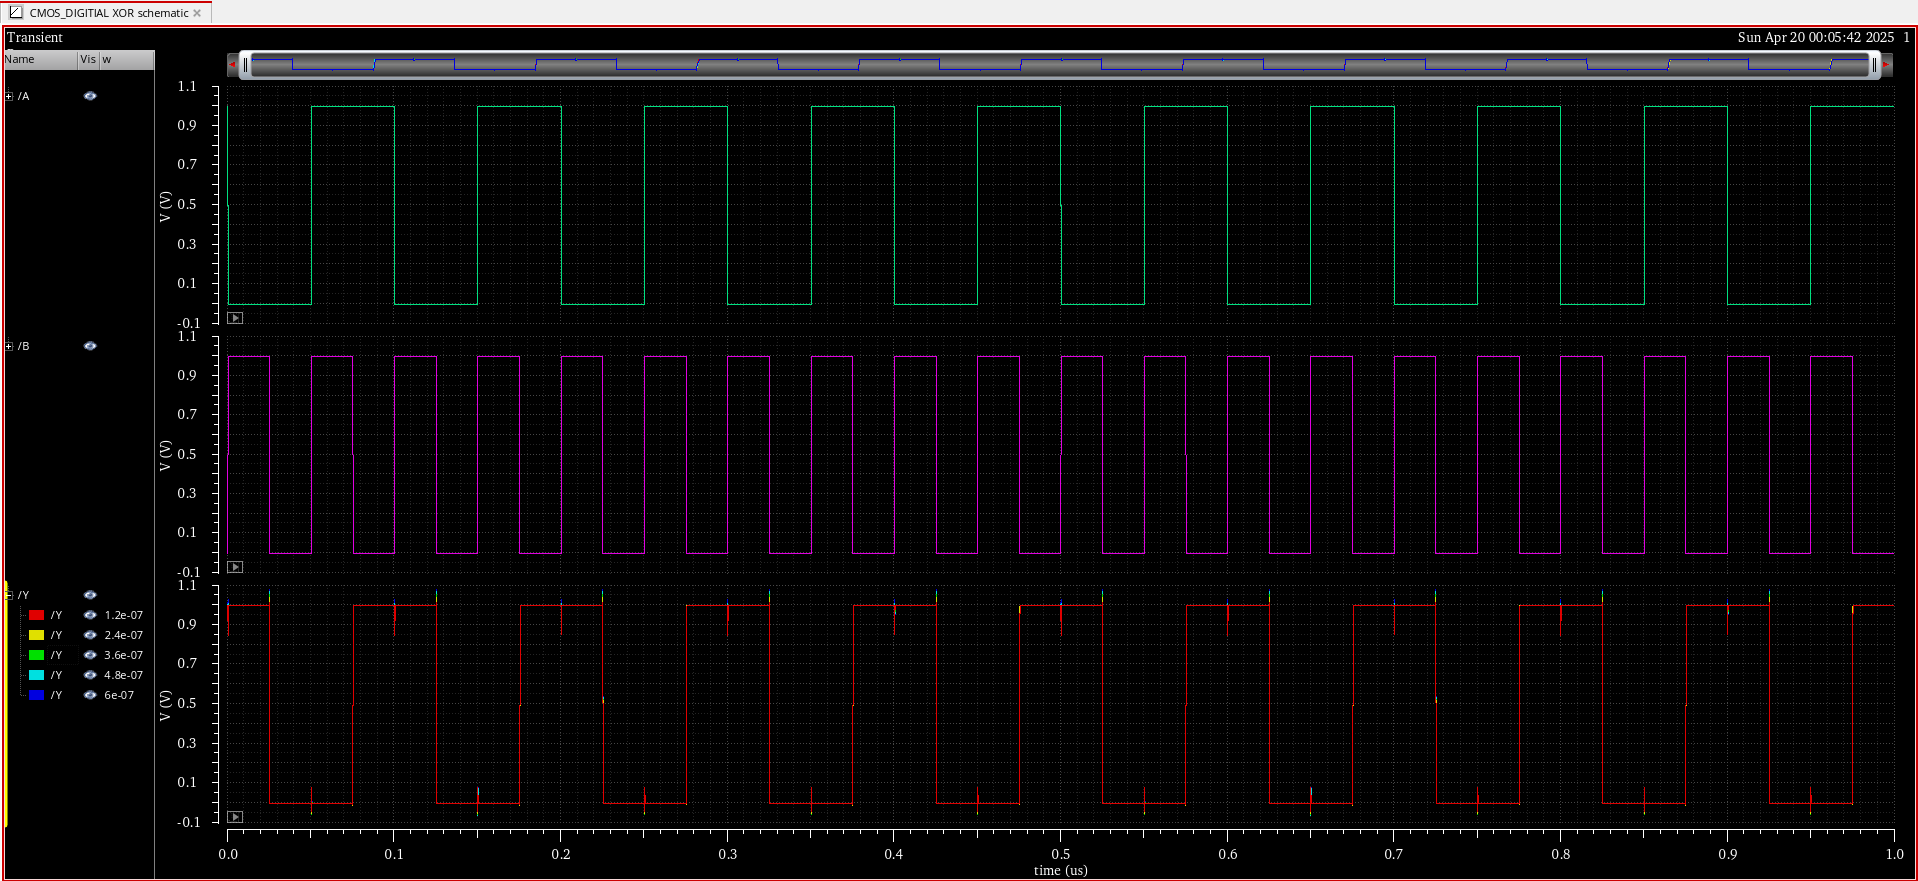 CMOS_DIGITIAL XOR schematic
Transient
Sun Apr 20 00:05:42 2025 1
Name Vis w
/A
1.1
0.9
0.7
0.5
0.3
0.1
-0.1
V (V)
/B
1.1
0.9
0.7
0.5
0.3
0.1
-0.1
V (V)
/Y
/Y 1.2e-07
/Y 2.4e-07
/Y 3.6e-07
/Y 4.8e-07
/Y 6e-07
1.1
0.9
0.7
0.5
0.3
0.1
-0.1
V (V)
0.0 0.1 0.2 0.3 0.4 0.5 0.6 0.7 0.8 0.9 1.0
time (us)